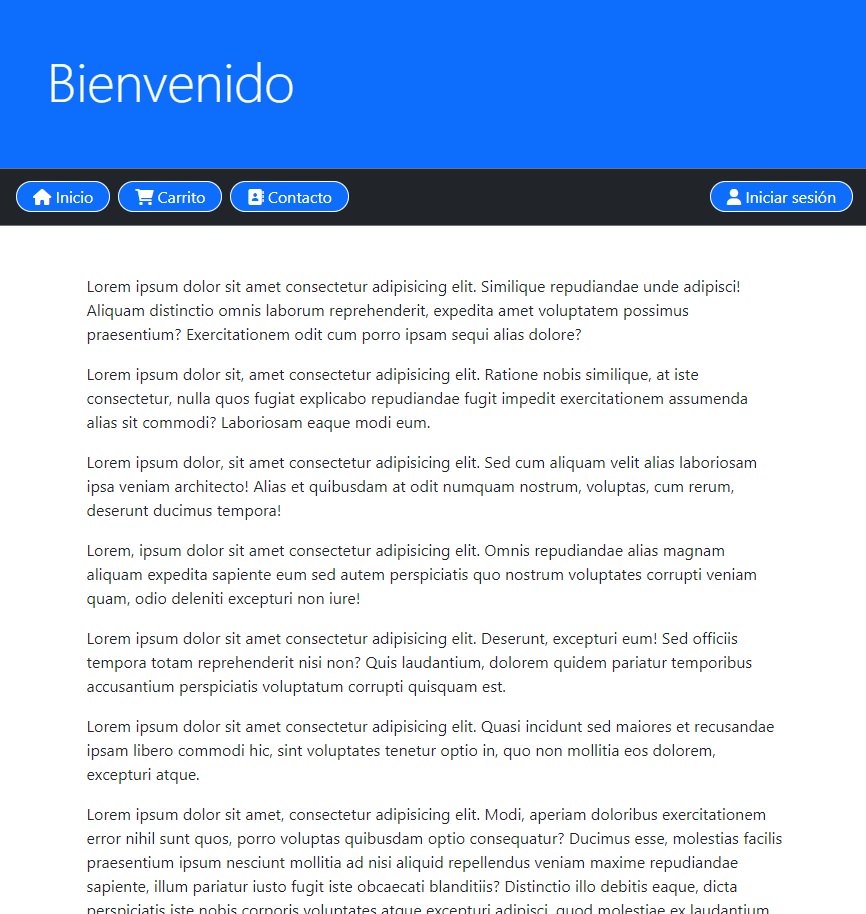 Bienvenido
Inicio
Carrito
Contacto
Iniciar sesión
Lorem ipsum dolor sit amet consectetur adipisicing elit. Similique repudiandae unde adipisci!
Aliquam distinctio omnis laborum reprehenderit, expedita amet voluptatem possimus
praesentium? Exercitationem odit cum porro ipsam sequi alias dolore?
Lorem ipsum dolor sit, amet consectetur adipisicing elit. Ratione nobis similique, at iste
consectetur, nulla quos fugiat explicabo repudiandae fugit impedit exercitationem assumenda
alias sit commodi? Laboriosam eaque modi eum.
Lorem ipsum dolor, sit amet consectetur adipisicing elit. Sed cum aliquam velit alias laboriosam
ipsa veniam architecto! Alias et quibusdam at odit numquam nostrum, voluptas, cum rerum,
deserunt ducimus tempora!
Lorem, ipsum dolor sit amet consectetur adipisicing elit. Omnis repudiandae alias magnam
aliquam expedita sapiente eum sed autem perspiciatis quo nostrum voluptates corrupti veniam
quam, odio deleniti excepturi non iure!
Lorem ipsum dolor sit amet consectetur adipisicing elit. Deserunt, excepturi eum! Sed officiis
tempora totam reprehenderit nisi non? Quis laudantium, dolorem quidem pariatur temporibus
accusantium perspiciatis voluptatum corrupti quisquam est.
Lorem ipsum dolor sit amet consectetur adipisicing elit. Quasi incidunt sed maiores et recusandae
ipsam libero commodi hic, sint voluptates tenetur optio in, quo non mollitia eos dolorem,
excepturi atque.
Lorem ipsum dolor sit amet, consectetur adipisicing elit. Modi, aperiam doloribus exercitationem
error nihil sunt quos, porro voluptas quibusdam optio consequatur? Ducimus esse, molestias facilis
praesentium ipsum nesciunt mollitia ad nisi aliquid repellendus veniam maxime repudiandae
sapiente, illum pariatur iusto fugit iste obcaecati blanditiis? Distinctio illo debitis eaque, dicta
perspiciatis iste nobis corporis voluptates atque excepturi adipisci, quod molestiae ex laudantium